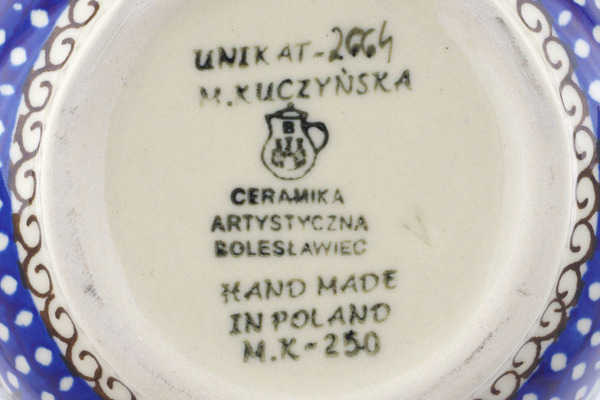 UNIKAT-2664
M.KUCZYŃSKA
B
CERAMIKA
ARTYSTYCZNA
BOLESŁAWIEC
HAND MADE
IN POLAND
M.K-250